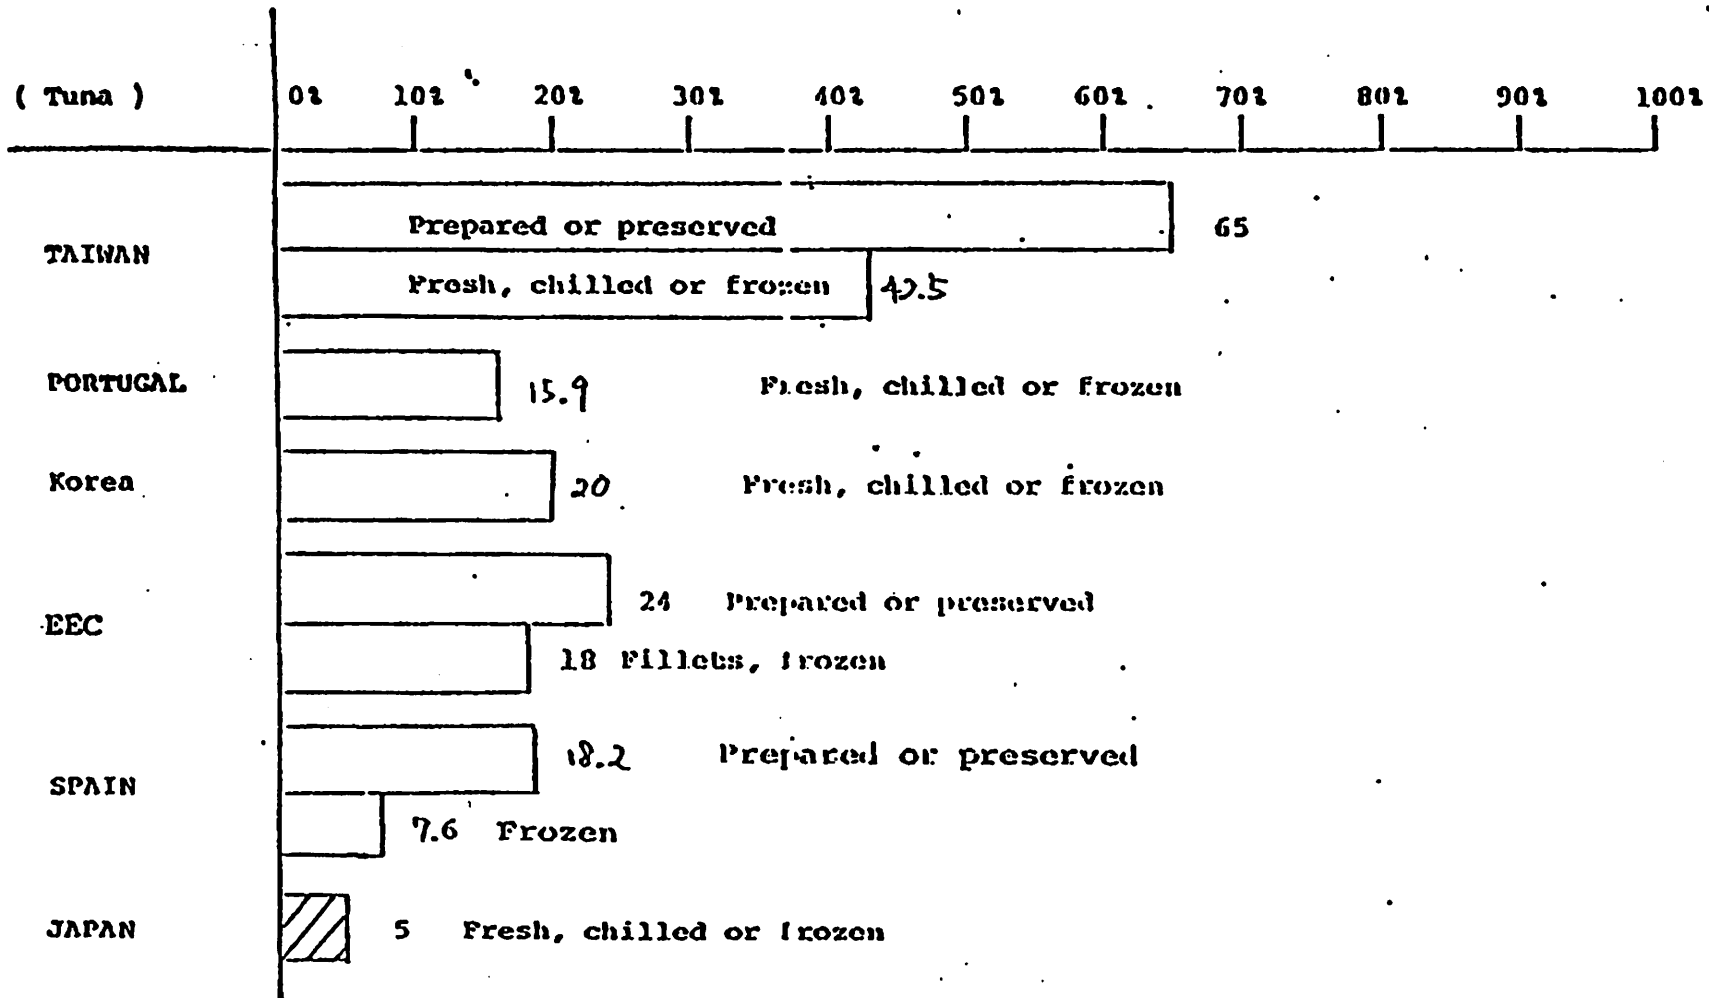 ( Tuna ) 0% 10% 20% 30% 40% 50% 60% 70% 80% 90% 100%
TAIWAN
Prepared or preserved 65
Fresh, chilled or frozen 42.5
PORTUGAL 15.9 Fresh, chilled or frozen
Korea 20 Fresh, chilled or frozen
EEC
24 Prepared or preserved
18 Fillets, frozen
SPAIN
18.2 Prepared or preserved
7.6 Frozen
JAPAN 5 Fresh, chilled or frozen